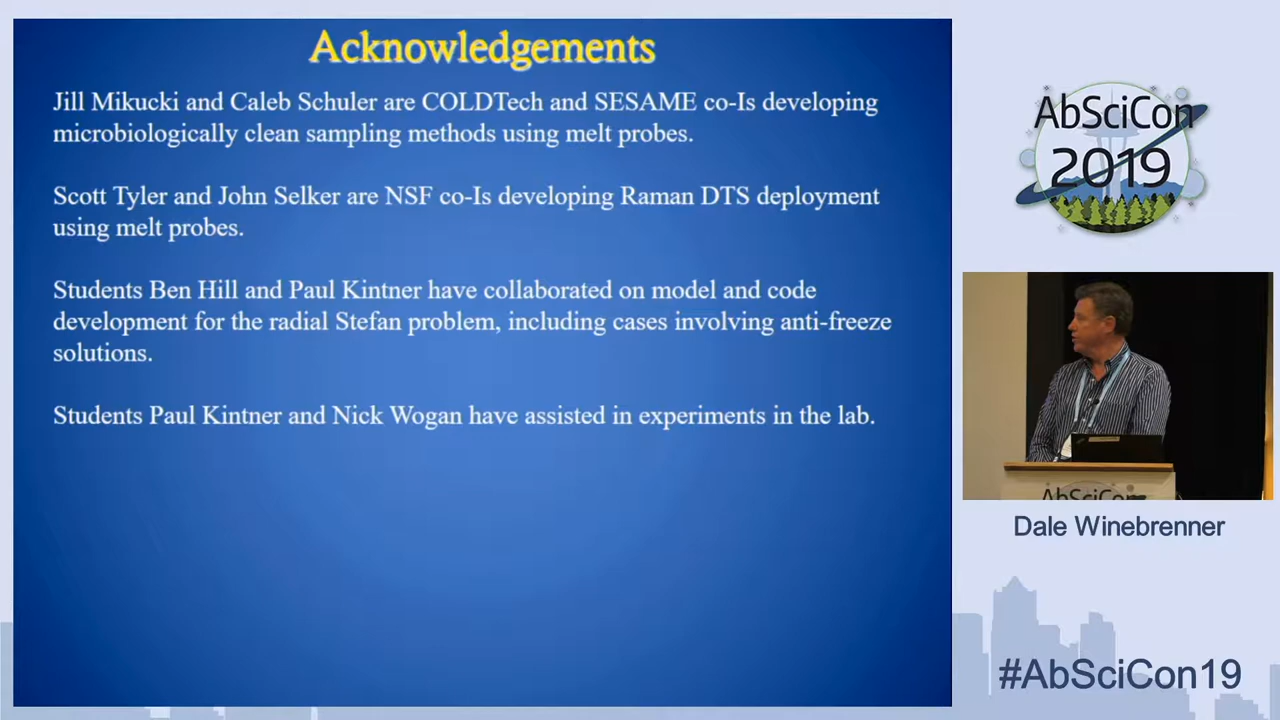 Acknowledgements
Jill Mikucki and Caleb Schuler are COLDTech and SESAME co-Is developing
microbiologically clean sampling methods using melt probes.
Scott Tyler and John Selker are NSF co-Is developing Raman DTS deployment
using melt probes.
Students Ben Hill and Paul Kintner have collaborated on model and code
development for the radial Stefan problem, including cases involving anti-freeze
solutions.
Students Paul Kintner and Nick Wogan have assisted in experiments in the lab.
AbSciCon
2019
AbSciCon
Dale Winebrenner
#AbSciCon19